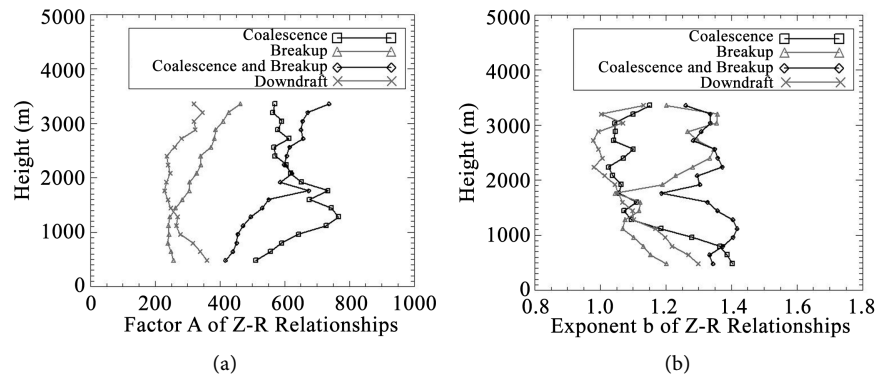 (a)
5000
4000
3000
2000
1000
0
Height (m)
Coalescence
Breakup
Coalescence and Breakup
Downdraft
0 200 400 600 800 1000
Factor A of Z-R Relationships
(a)
5000
4000
3000
2000
1000
0
Height (m)
Coalescence
Breakup
Coalescence and Breakup
Downdraft
0.8 1.0 1.2 1.4 1.6 1.8
Exponent b of Z-R Relationships
(b)